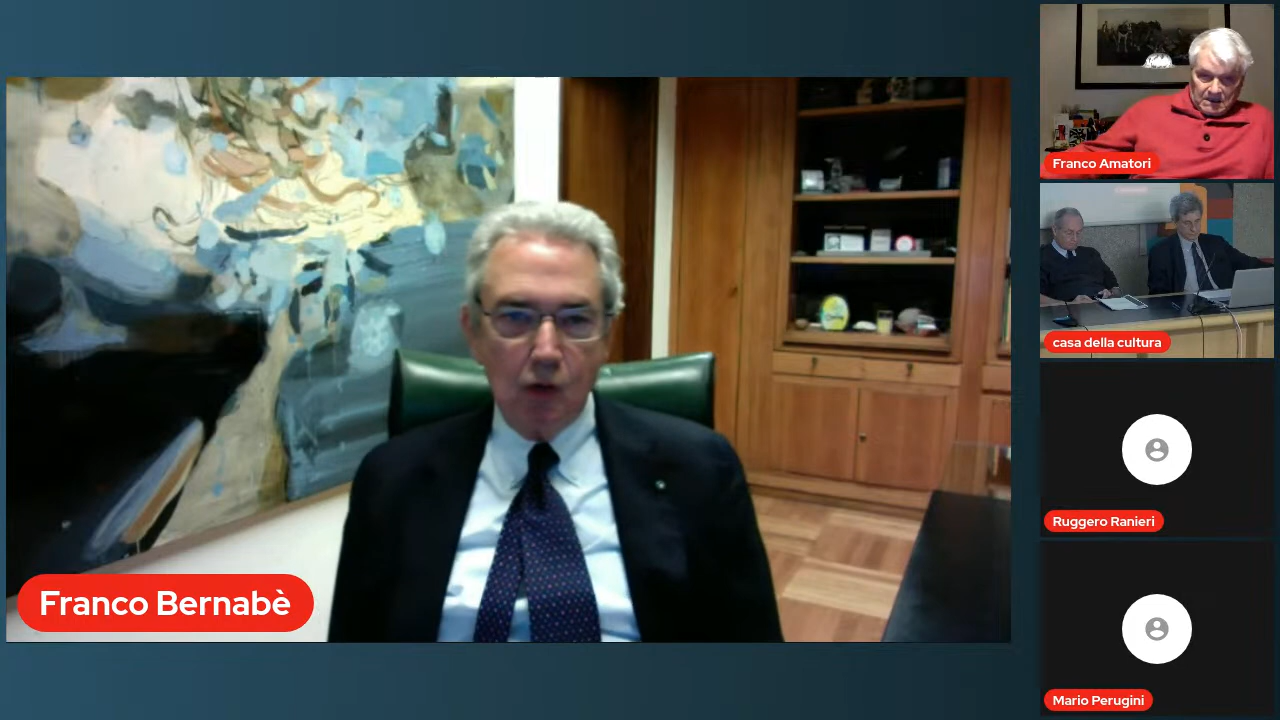 Franco Bernabè
Franco Amatori
casa della cultura
Ruggero Ranieri
Mario Perugini